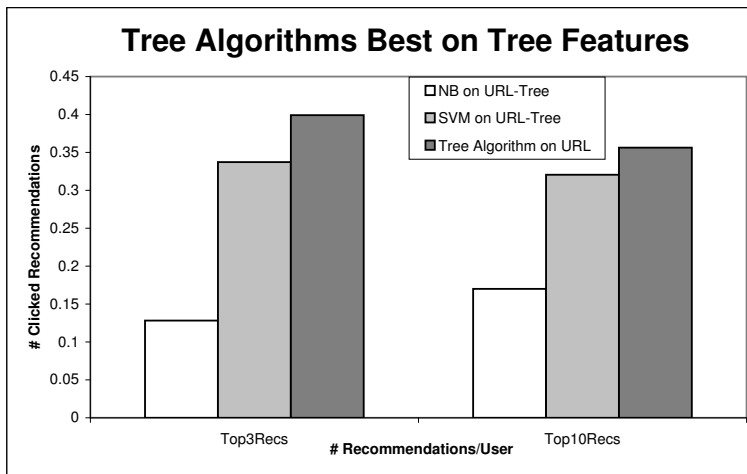 Tree Algorithms Best on Tree Features
# Clicked Recommendations
0.45
0.4
0.35
0.3
0.25
0.2
0.15
0.1
0.05
0
NB on URL-Tree
SVM on URL-Tree
Tree Algorithm on URL
Top3Recs
Top10Recs
# Recommendations/User